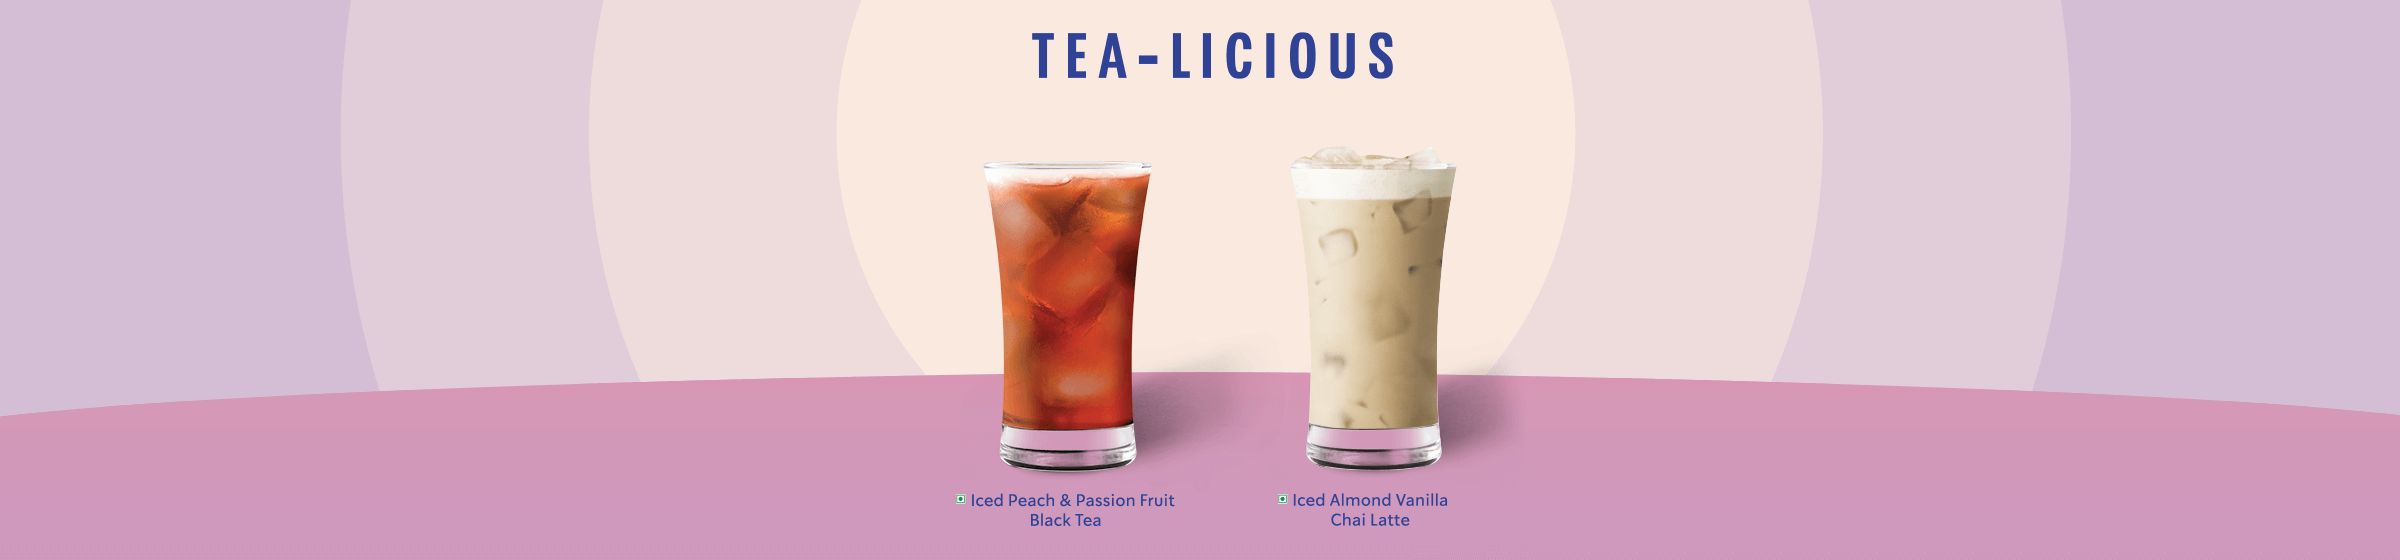 TEA-LICIOUS
Iced Peach & Passion Fruit
Black Tea
Iced Almond Vanilla
Chai Latte